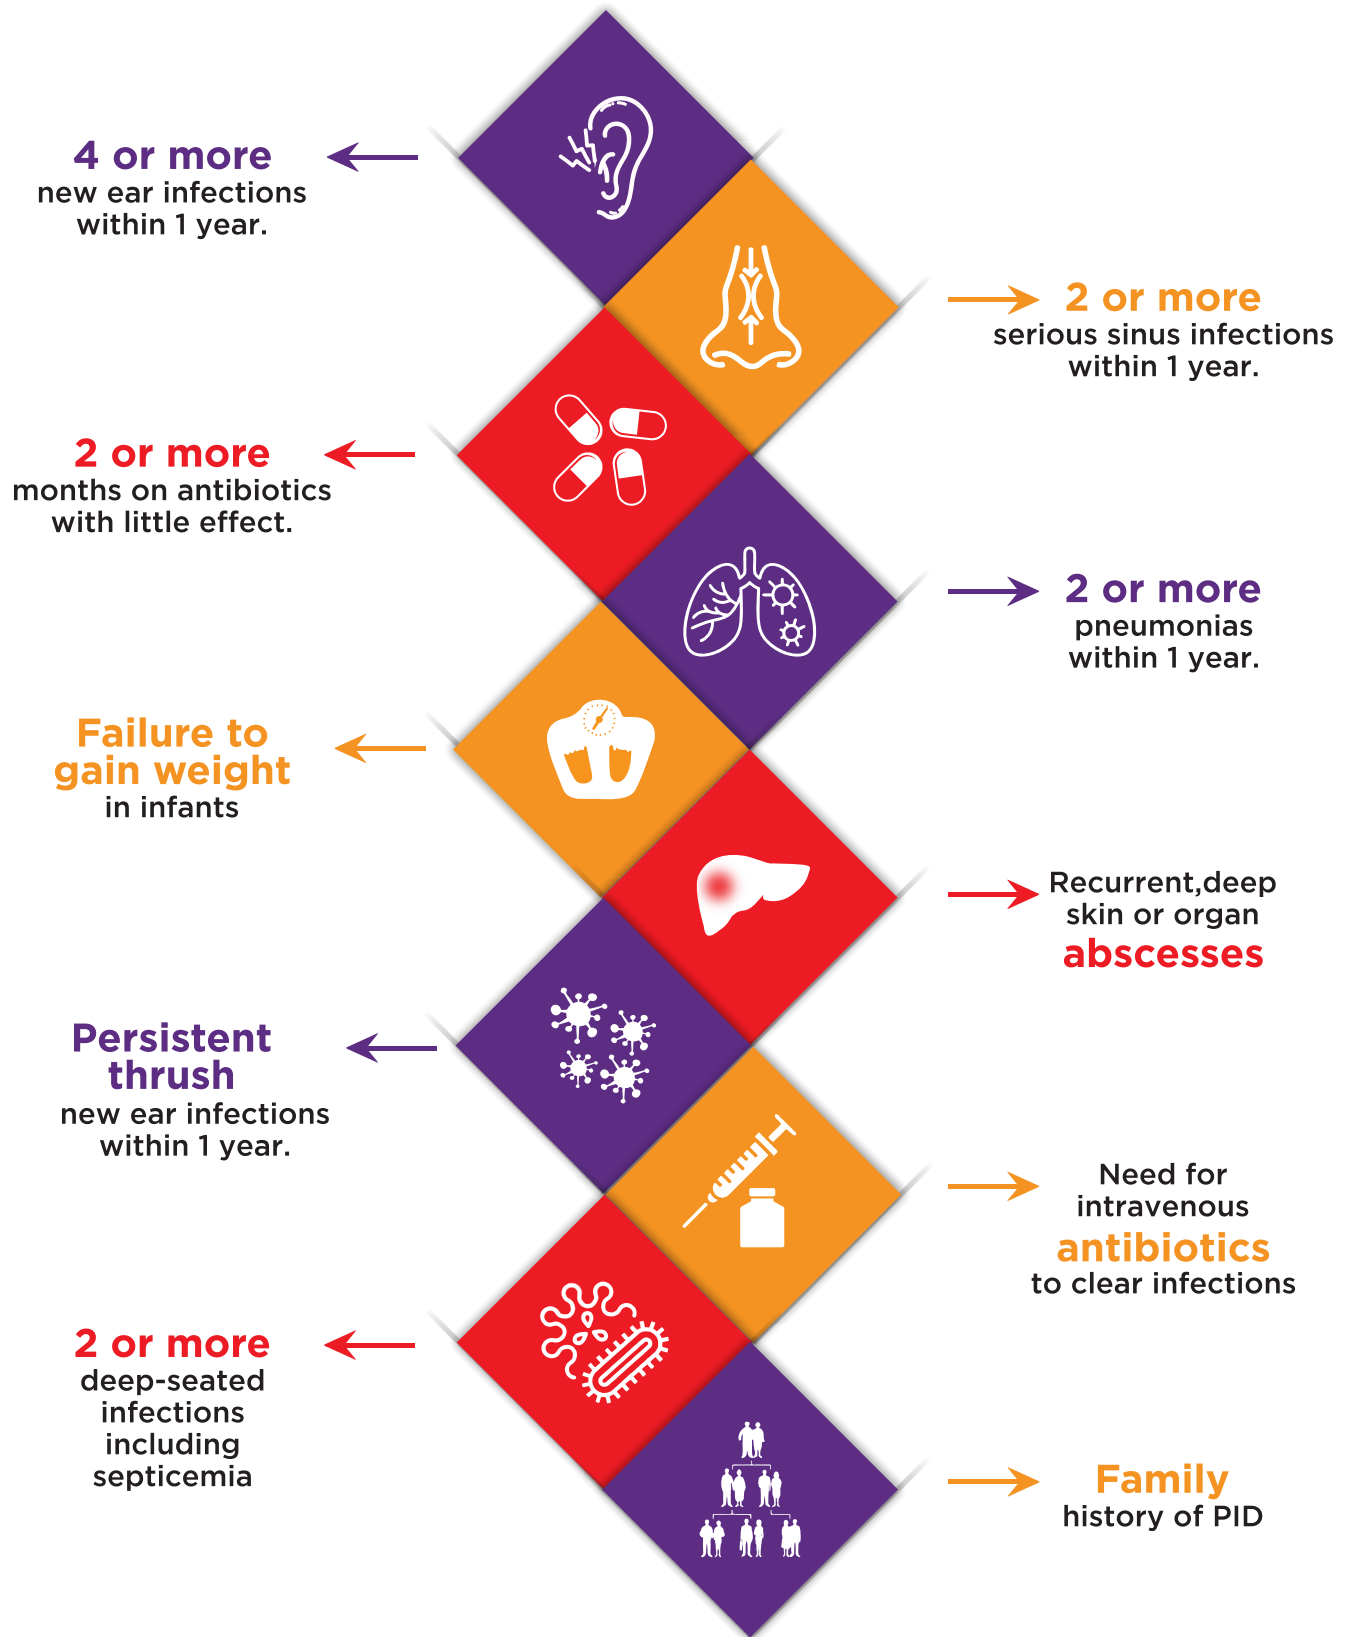 4 or more
new ear infections
within 1 year.
2 or more
serious sinus infections
within 1 year.
2 or more
months on antibiotics
with little effect.
2 or more
pneumonias
within 1 year.
Failure to
gain weight
in infants
Recurrent,deep
skin or organ
abscesses
Persistent
thrush
new ear infections
within 1 year.
Need for
intravenous
antibiotics
to clear infections
2 or more
deep-seated
infections
including
septicemia
Family
history of PID